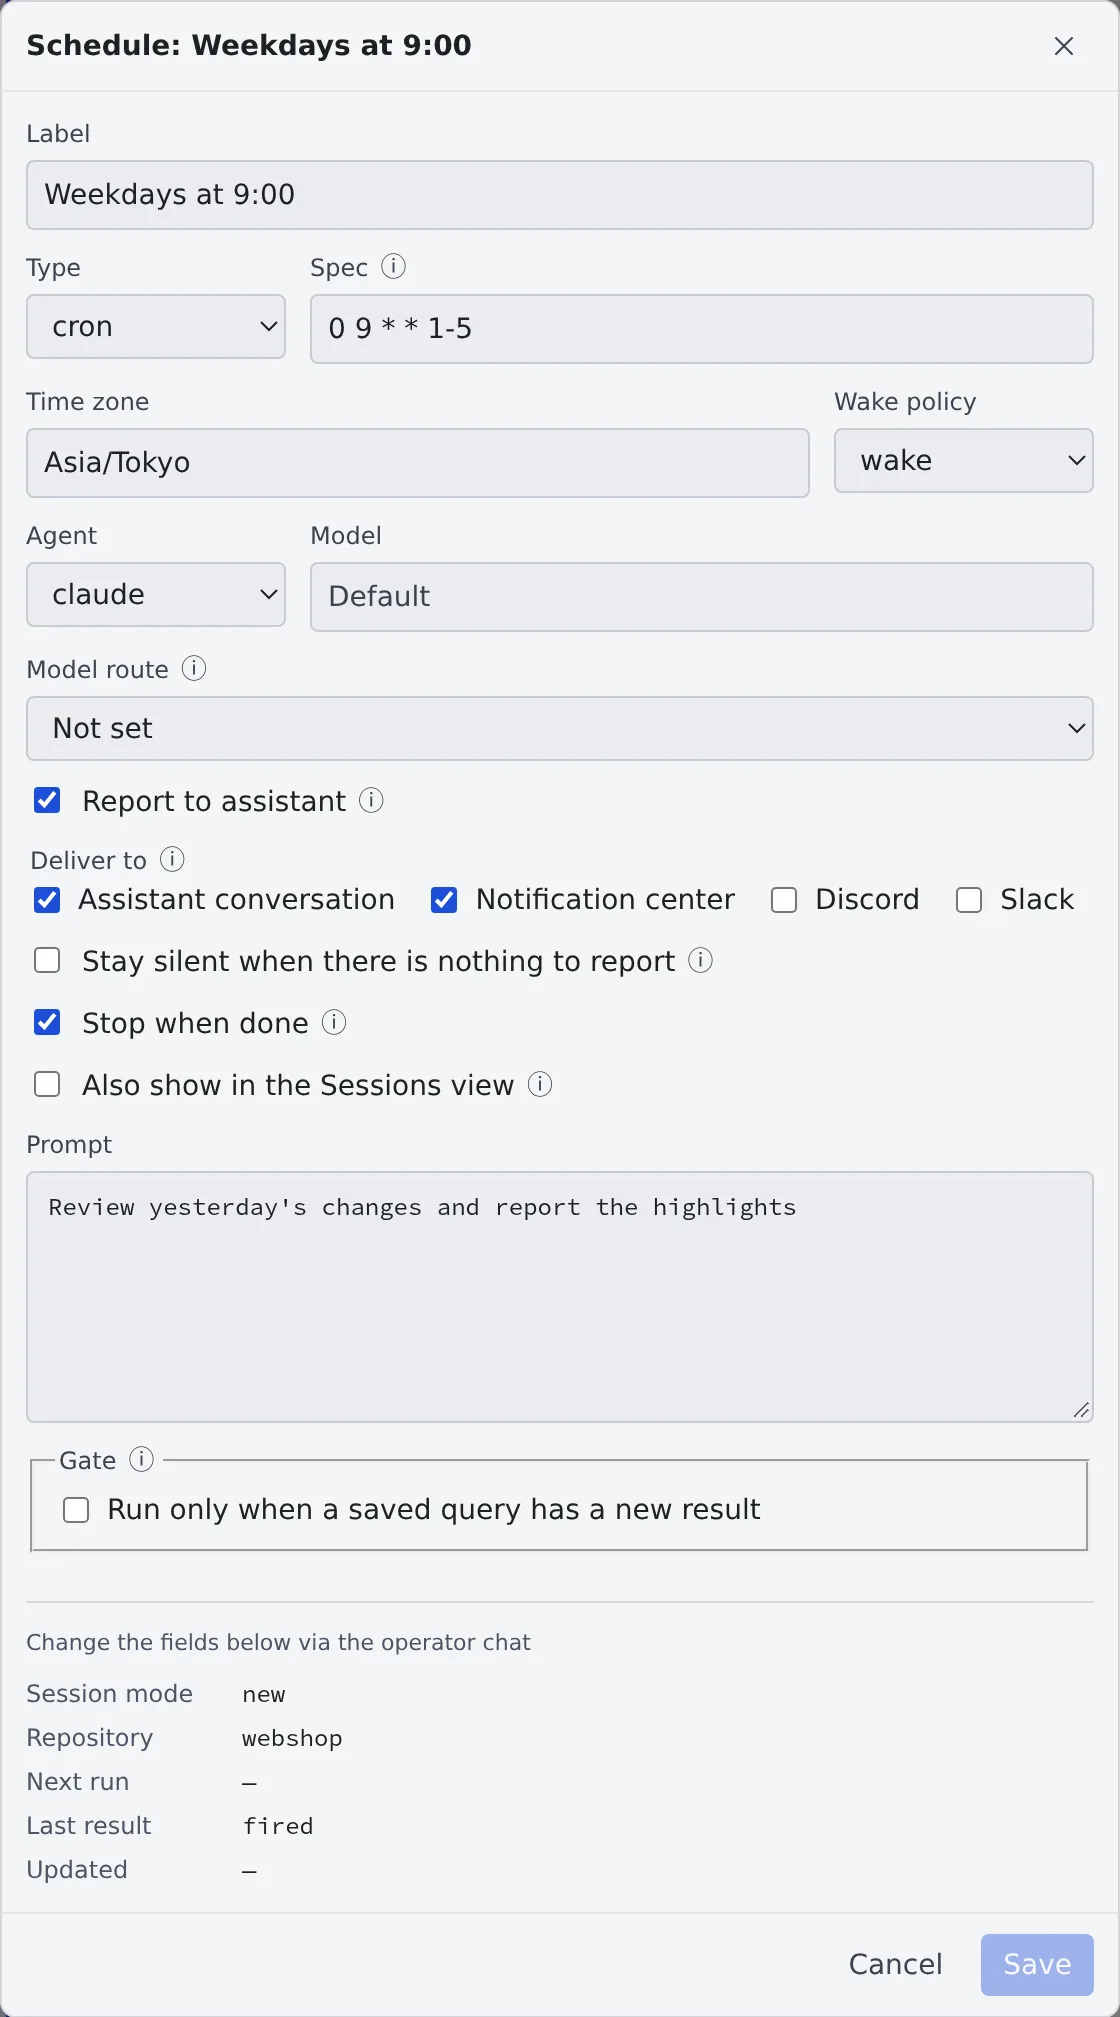 Schedule: Weekdays at 9:00
Label
Weekdays at 9:00
Type
Spec
cron
0 9 * * 1-5
Time zone
Wake policy
Asia/Tokyo
wake
Agent
Model
claude
Default
Model route
Not set
Report to assistant
Deliver to
Assistant conversation
Notification center
Discord
Slack
Stay silent when there is nothing to report
Stop when done
Also show in the Sessions view
Prompt
Review yesterday's changes and report the highlights
Gate
Run only when a saved query has a new result
Change the fields below via the operator chat
Session mode new
Repository webshop
Next run –
Last result fired
Updated –
Cancel
Save